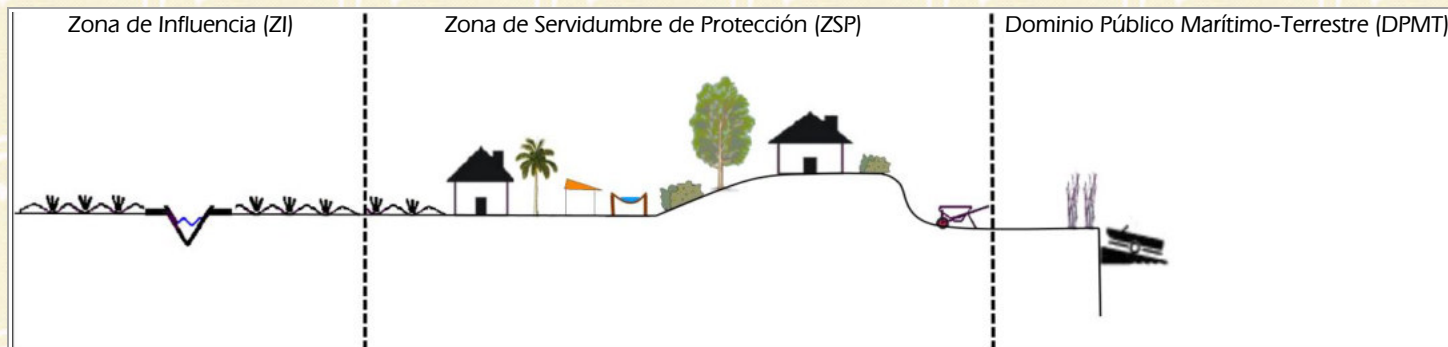 Zona de Influencia (ZI)
Zona de Servidumbre de Protección (ZSP)
Dominio Público Marítimo-Terrestre (DPMT)